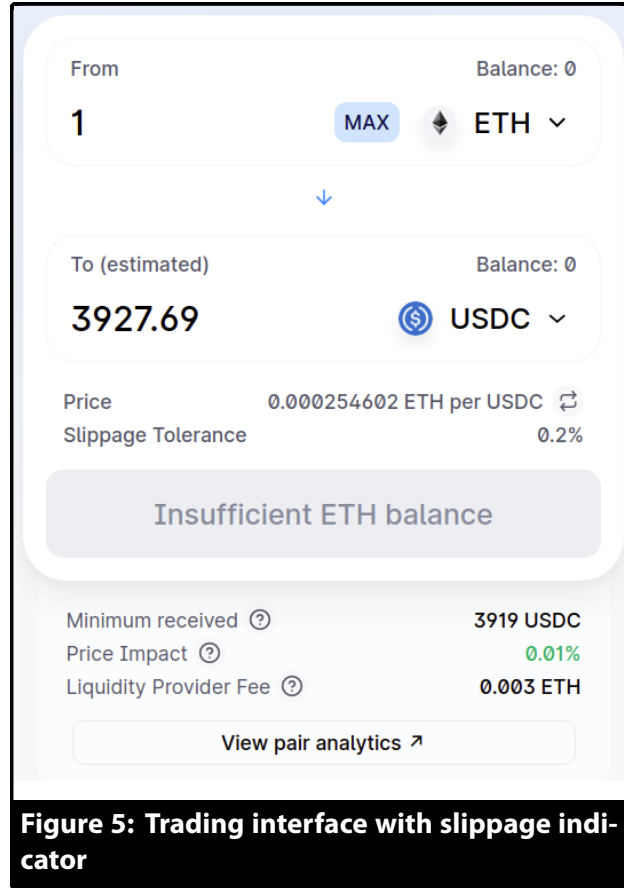 From Balance: 0
1 MAX ETH
To (estimated) Balance: 0
3927.69 USDC
Price 0.000254602 ETH per USDC
Slippage Tolerance 0.2%
Insufficient ETH balance
Minimum received ? 3919 USDC
Price Impact ? 0.01%
Liquidity Provider Fee ? 0.003 ETH
View pair analytics ↗
Figure 5: Trading interface with slippage indi-
cator